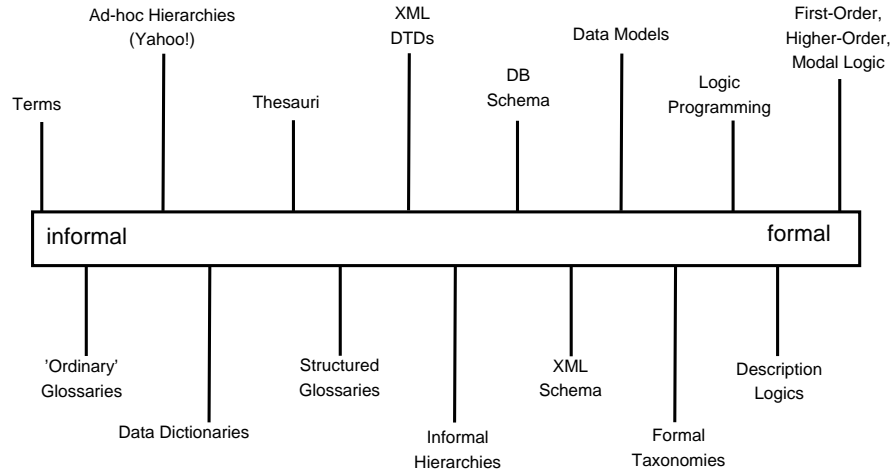 Ad-hoc Hierarchies
(Yahoo!)
XML
DTDs
Data Models
First-Order,
Higher-Order,
Modal Logic
Terms
Thesauri
DB
Schema
Logic
Programming
informal
formal
’Ordinary’
Glossaries
Structured
Glossaries
XML
Schema
Description
Logics
Data Dictionaries
Informal
Hierarchies
Formal
Taxonomies